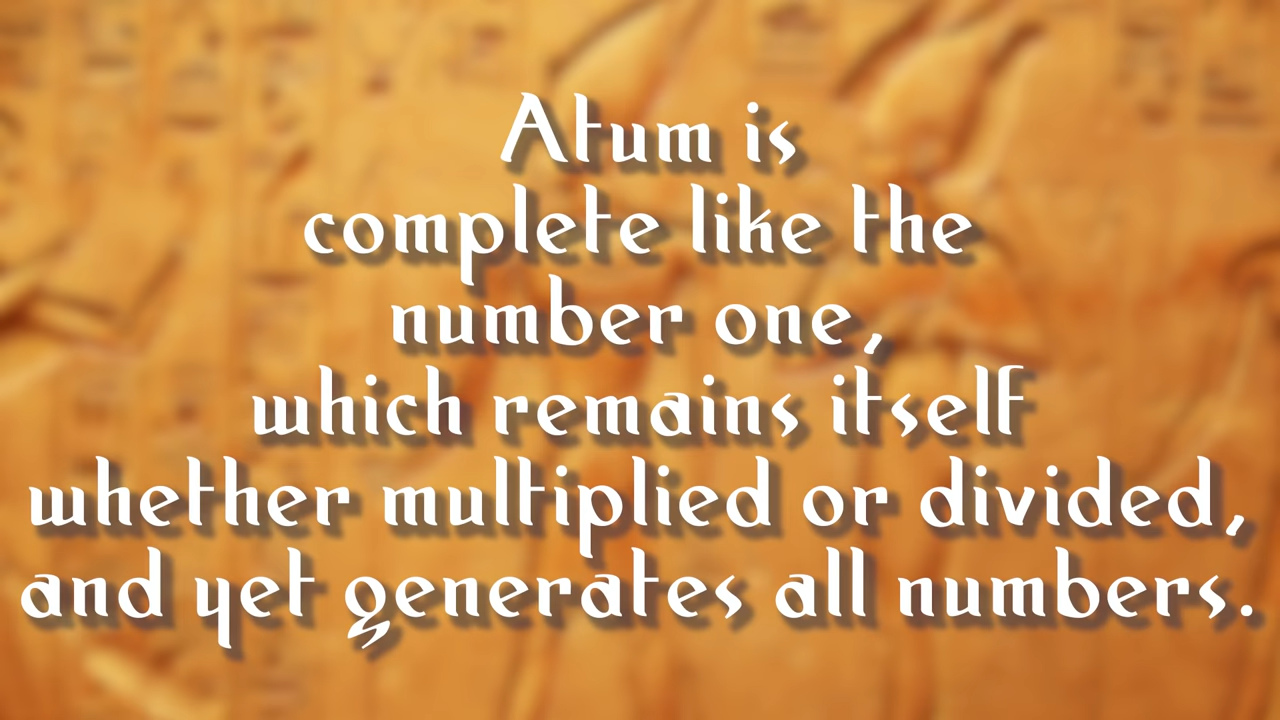 Atum is
complete like the
number one,
which remains itself
whether multiplied or divided,
and yet generates all numbers.